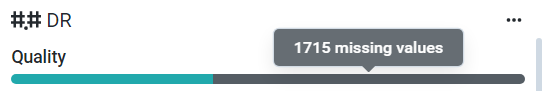 #.# DR
...
1715 missing values
Quality